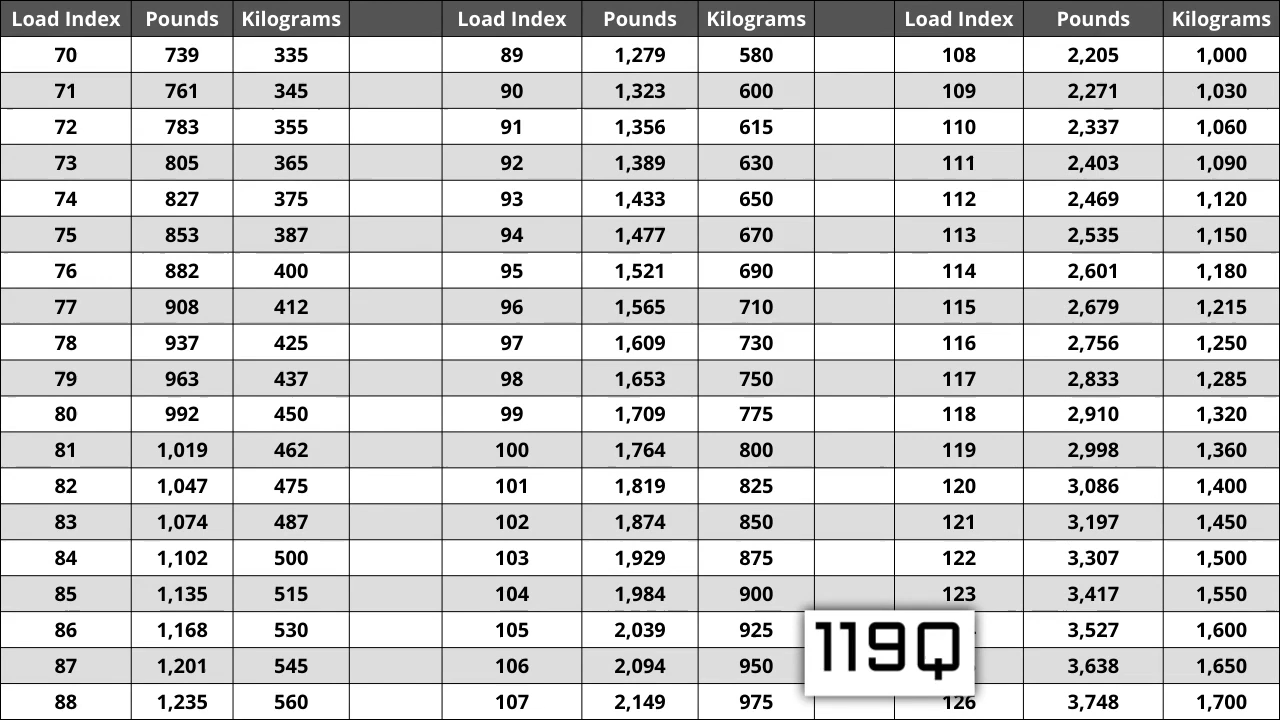 Load Index Pounds Kilograms Load Index Pounds Kilograms Load Index Pounds Kilograms
70 739 335 89 1,279 580 108 2,205 1,000
71 761 345 90 1,323 600 109 2,271 1,030
72 783 355 91 1,356 615 110 2,337 1,060
73 805 365 92 1,389 630 111 2,403 1,090
74 827 375 93 1,433 650 112 2,469 1,120
75 853 387 94 1,477 670 113 2,535 1,150
76 882 400 95 1,521 690 114 2,601 1,180
77 908 412 96 1,565 710 115 2,679 1,215
78 937 425 97 1,609 730 116 2,756 1,250
79 963 437 98 1,653 750 117 2,833 1,285
80 992 450 99 1,709 775 118 2,910 1,320
81 1,019 462 100 1,764 800 119 2,998 1,360
82 1,047 475 101 1,819 825 120 3,086 1,400
83 1,074 487 102 1,874 850 121 3,197 1,450
84 1,102 500 103 1,929 875 122 3,307 1,500
85 1,135 515 104 1,984 900 123 3,417 1,550
86 1,168 530 105 2,039 925 3,527 1,600
119Q
87 1,201 545 106 2,094 950 3,638 1,650
88 1,235 560 107 2,149 975 126 3,748 1,700